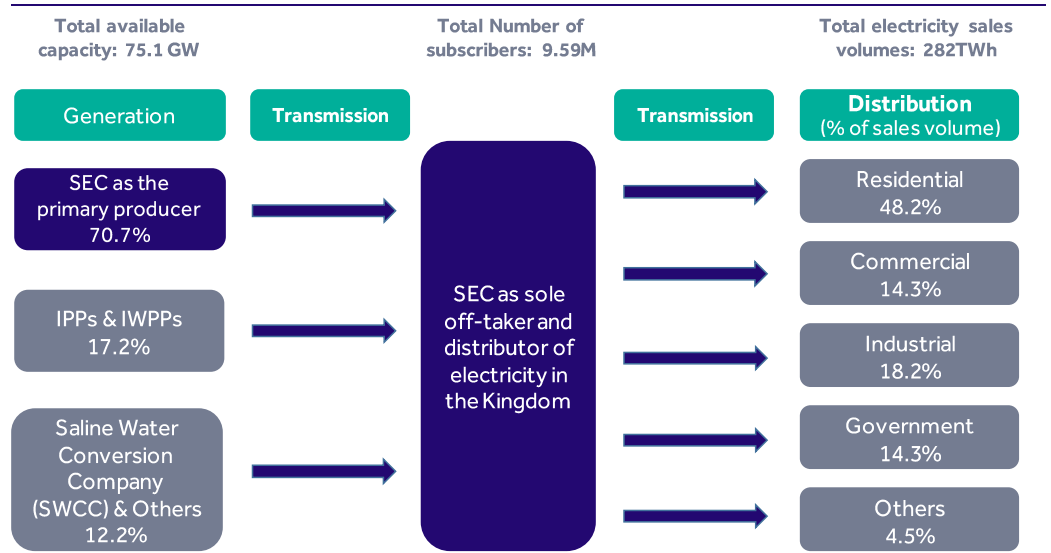 Total available
capacity: 75.1 GW
Total Number of
subscribers: 9.59M
Total electricity sales
volumes: 282TWh
Generation
Transmission
Transmission
Distribution
(% of sales volume)
SEC as the
primary producer
70.7%
IPPs & IWPPs
17.2%
Saline Water
Conversion
Company
(SWCC) & Others
12.2%
SEC as sole
off-taker and
distributor of
electricity in
the Kingdom
Residential
48.2%
Commercial
14.3%
Industrial
18.2%
Government
14.3%
Others
4.5%